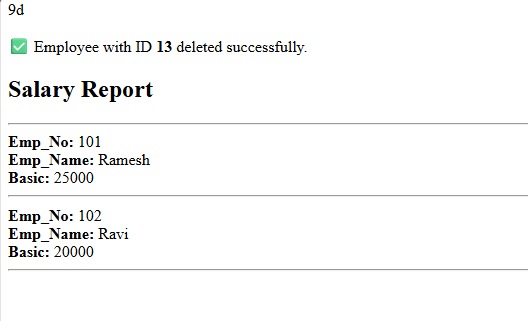 9d
✅ Employee with ID 13 deleted successfully.
Salary Report
Emp_No: 101
Emp_Name: Ramesh
Basic: 25000
Emp_No: 102
Emp_Name: Ravi
Basic: 20000